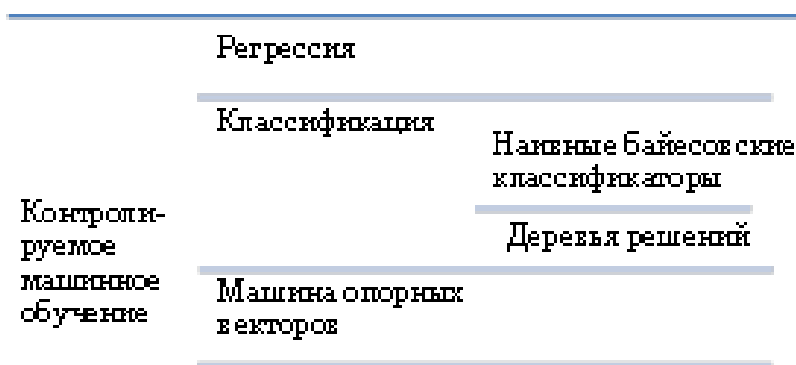 Регрессия
Классификация
Наивные байесовские
классификаторы
Деревья решений
Контроли-
руемое
машинное
обучение
Машина опорных
векторов